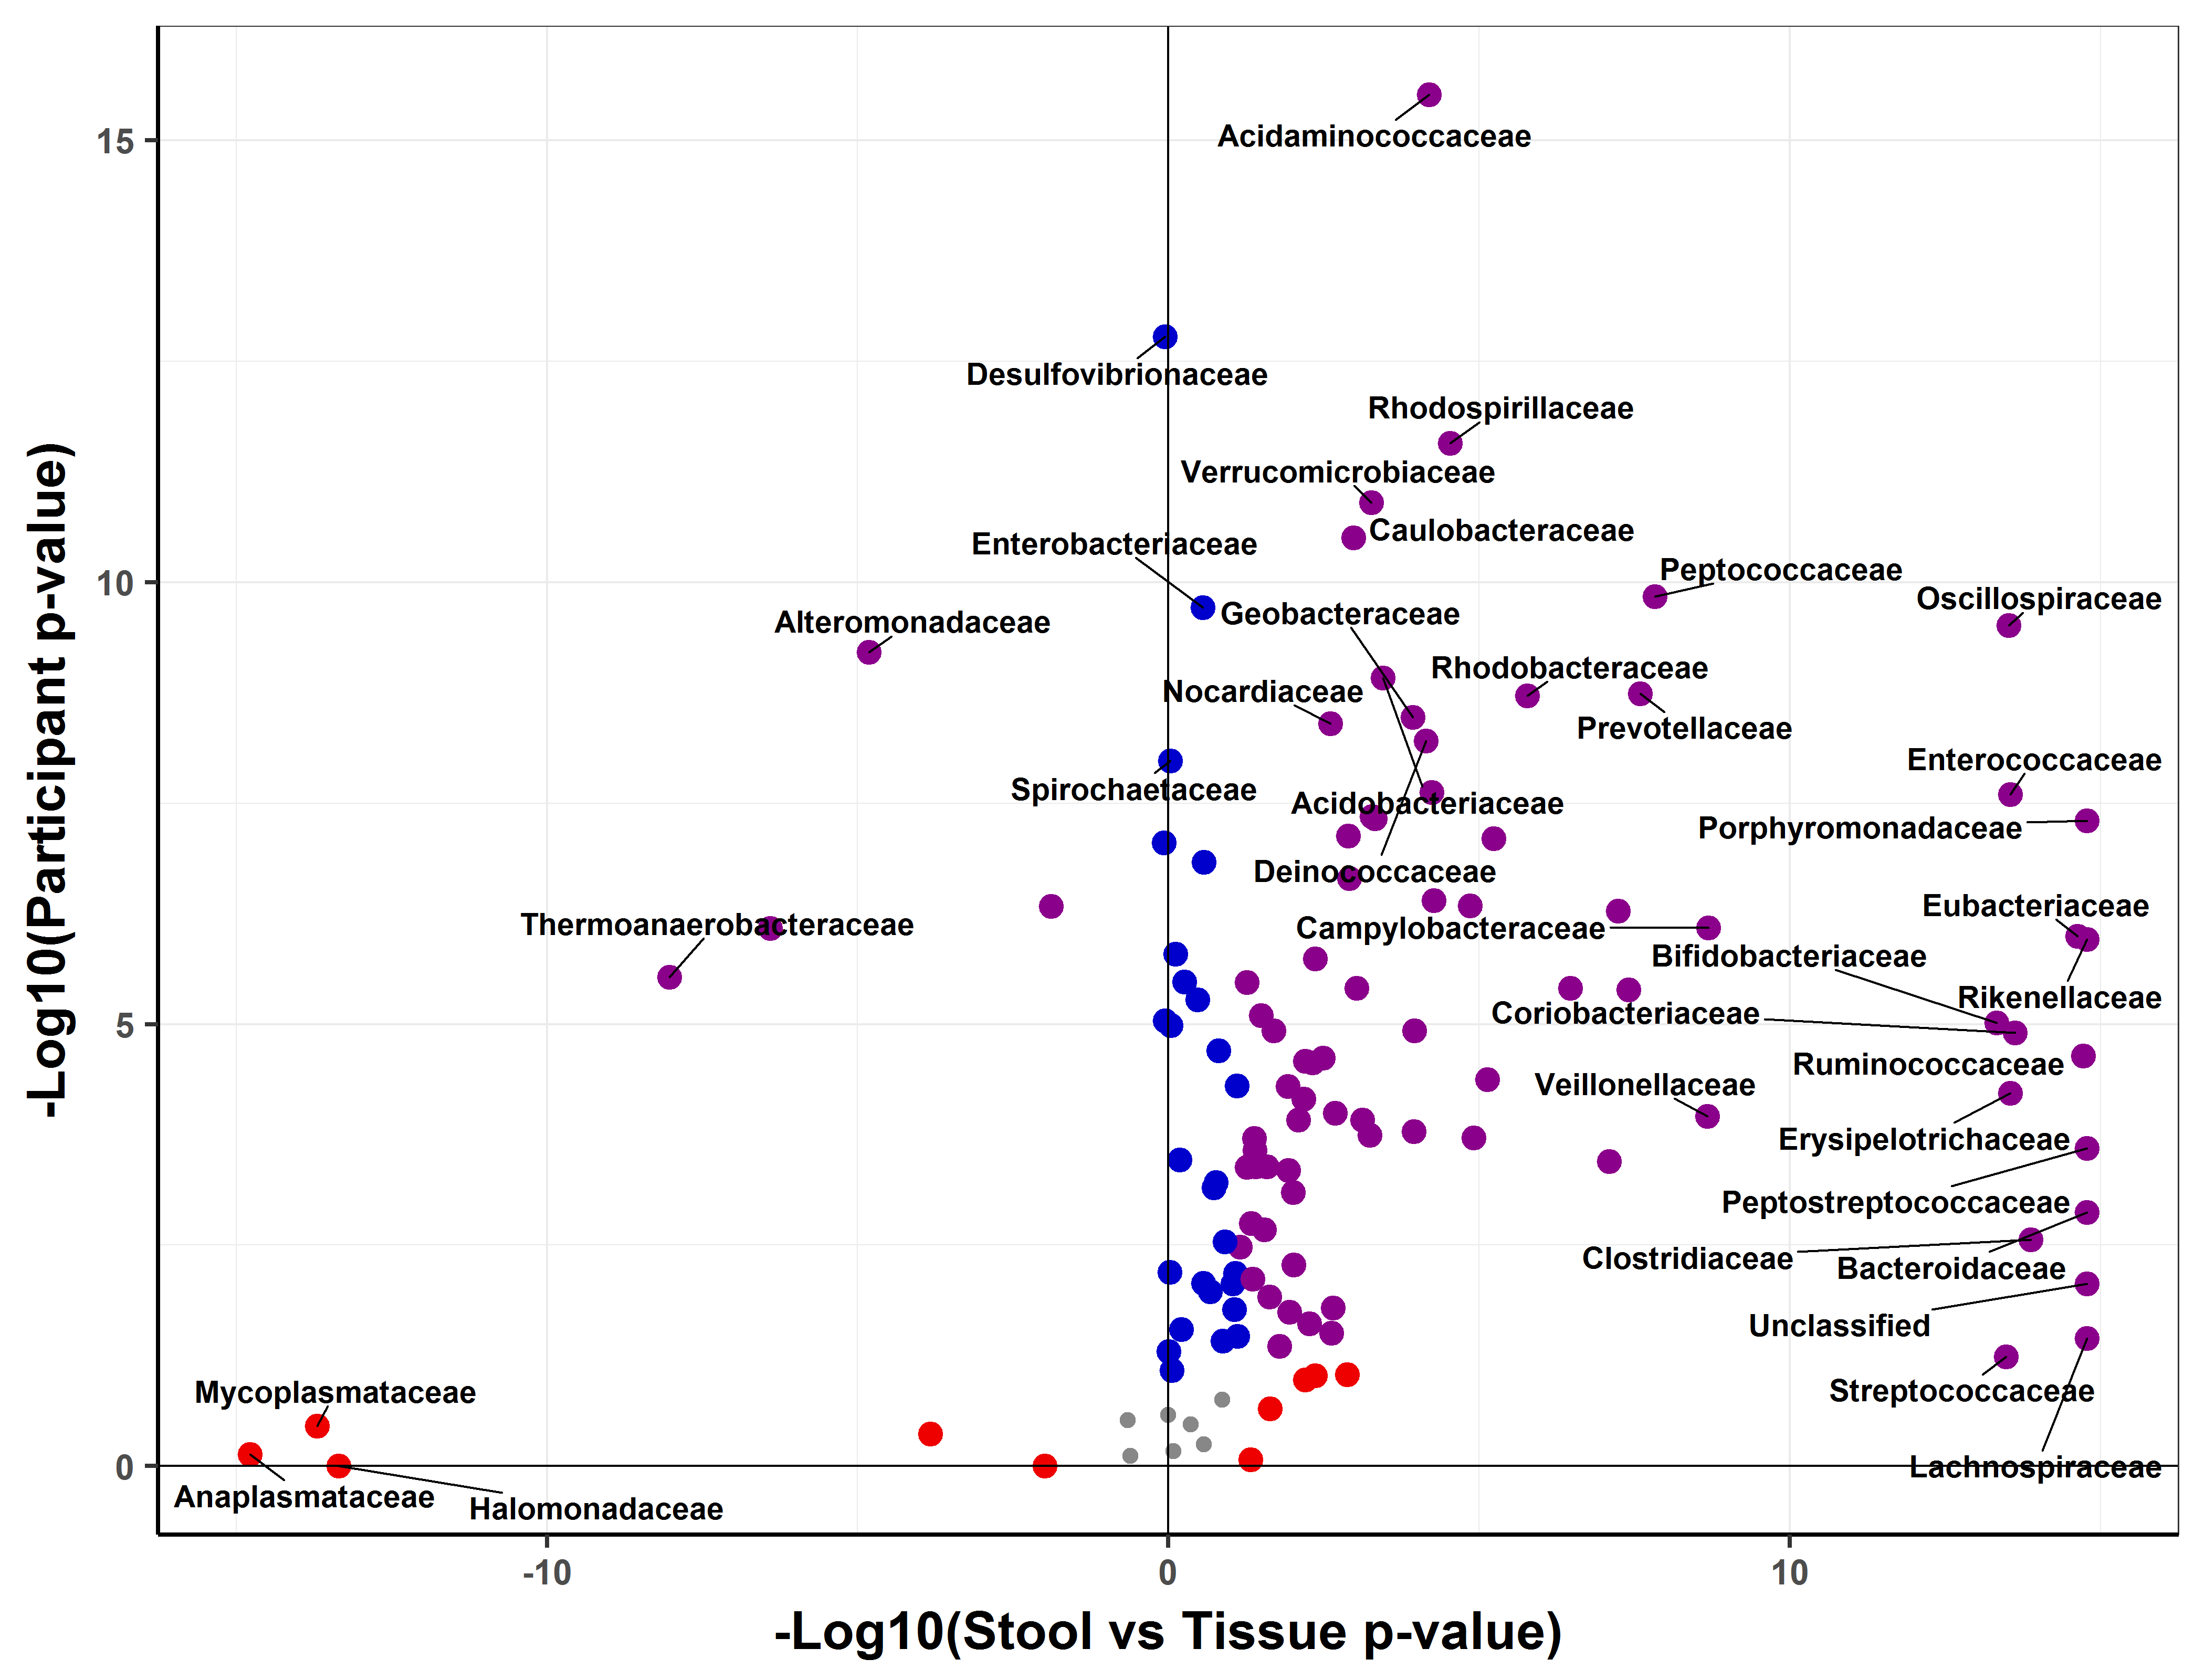 Acidaminococcaceae
15
Desulfovibrionaceae
Rhodospirillaceae
Verrucomicrobiaceae
Caulobacteraceae
Enterobacteriaceae
Peptococcaceae
10
Oscillospiraceae
Geobacteraceae
Alteromonadaceae
Rhodobacteraceae
Nocardiaceae
Prevotellaceae
Enterococcaceae
Spirochaetaceae
Acidobacteriaceae
Porphyromonadaceae
-Log10(Participant p-value)
Deinococcaceae
Eubacteriaceae
Thermoanaerobacteraceae
Campylobacteraceae
Bifidobacteriaceae
Rikenellaceae
Coriobacteriaceae
5
Ruminococcaceae
Veillonellaceae
Erysipelotrichaceae
Peptostreptococcaceae
Clostridiaceae
Bacteroidaceae
Unclassified
Streptococcaceae
Mycoplasmataceae
Lachnospiraceae
0
Anaplasmataceae
Halomonadaceae
-10
0
10
-Log10(Stool vs Tissue p-value)